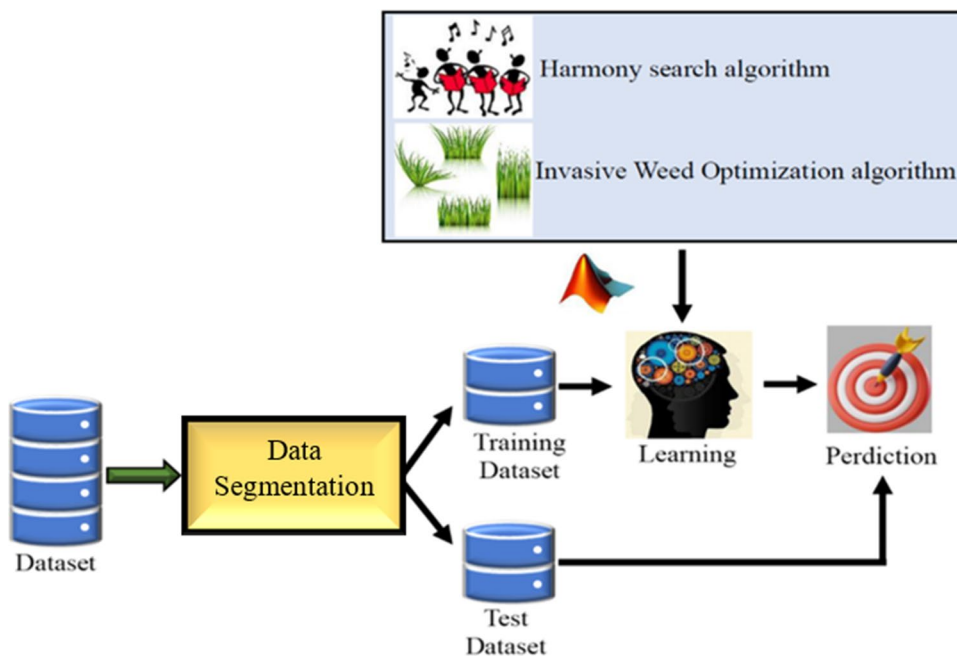 Harmony search algorithm
Invasive Weed Optimization algorithm
Data
Segmentation
Training
Dataset
Learning
Perdiction
Dataset
Test
Dataset